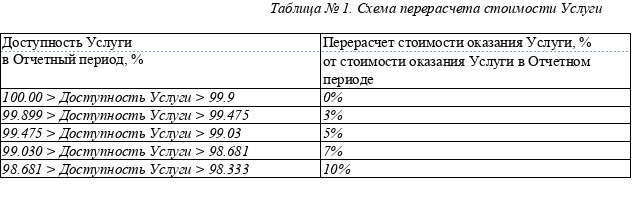 Таблица № 1. Схема перерасчета стоимости Услуги
Доступность Услуги
в Отчетный период, %
Перерасчет стоимости оказания Услуги, %
от стоимости оказания Услуги в Отчетном
периоде
100.00 > Доступность Услуги > 99.9 0%
99.899 > Доступность Услуги > 99.475 3%
99.475 > Доступность Услуги > 99.03 5%
99.030 > Доступность Услуги > 98.681 7%
98.681 > Доступность Услуги > 98.333 10%